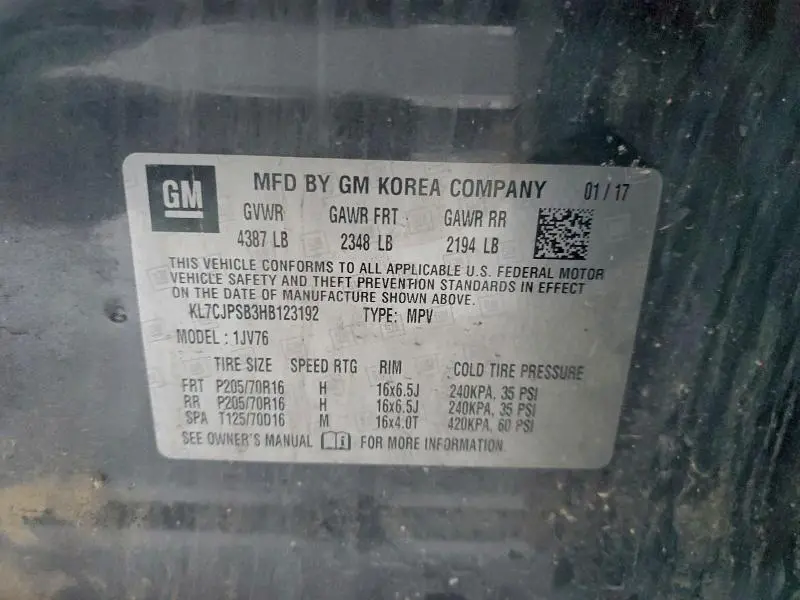 GM MFD BY GM KOREA COMPANY 01 / 17
GVWR GAWR FRT GAWR RR
4387 LB 2348 LB 2194 LB
THIS VEHICLE CONFORMS TO ALL APPLICABLE U.S. FEDERAL MOTOR
VEHICLE SAFETY AND THEFT PREVENTION STANDARDS IN EFFECT
ON THE DATE OF MANUFACTURE SHOWN ABOVE.
KL7CJPSB3HB123192 TYPE: MPV
MODEL : 1JV76
TIRE SIZE SPEED RTG RIM COLD TIRE PRESSURE
FRT P205/70R16 H 16x6.5J 240KPA, 35 PSI
RR P205/70R16 H 16x6.5J 240KPA, 35 PSI
SPA T125/70D16 M 16x4.0T 420KPA, 60 PSI
SEE OWNER'S MANUAL FOR MORE INFORMATION